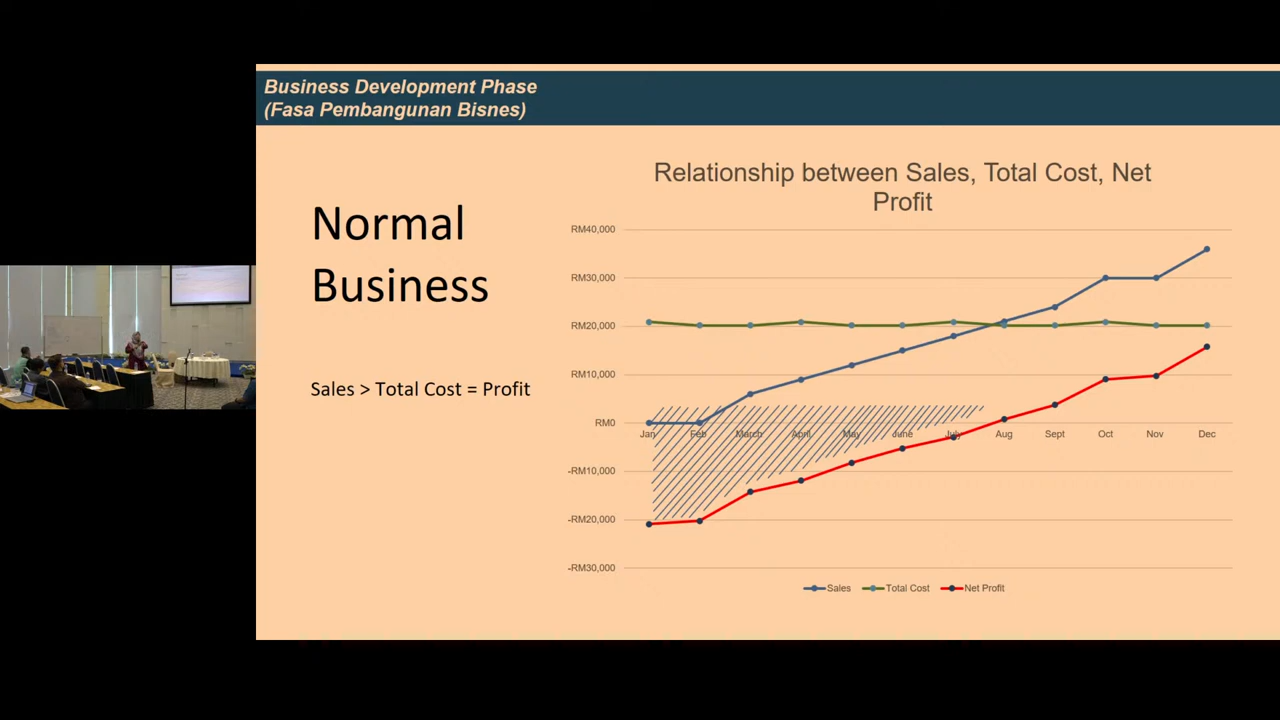 Business Development Phase
(Fasa Pembangunan Bisnes)
Normal
Business
Sales > Total Cost = Profit
Relationship between Sales, Total Cost, Net
Profit
RM40,000
RM30,000
RM20,000
RM10,000
RM0
-RM10,000
-RM20,000
-RM30,000
Jan Feb March April May June July Aug Sept Oct Nov Dec
Sales Total Cost Net Profit